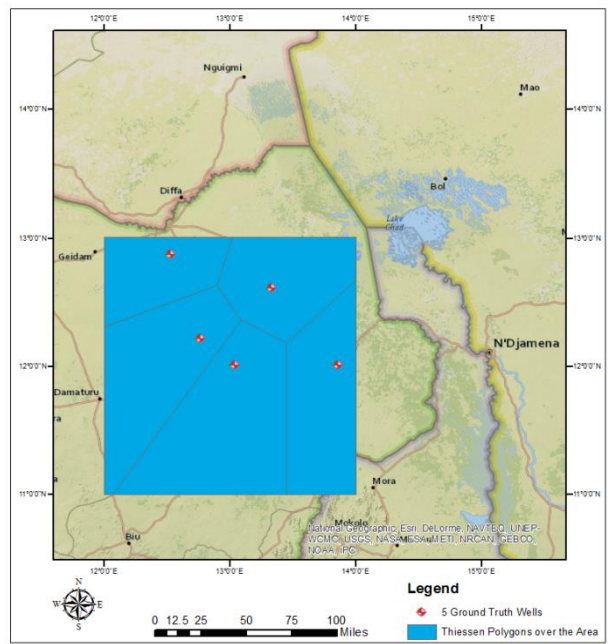 12°0'0"E 13°0'0"E 14°0'0"E 15°0'0"E
Nguigmi
Mao
14°0'0"N 14°0'0"N
Bol
Diffa
Lake Chad
13°0'0"N 13°0'0"N
Geidam
N'Djamena
12°0'0"N 12°0'0"N
Damaturu
11°0'0"N 11°0'0"N
Mora
Mokolo
National Geographic, Esri, DeLorme, NAVTEQ, UNEP-
WCMC, USGS, NASA, ESA, METI, NRCAN, GEBCO,
NOAA, iPC
Biu
12°0'0"E 13°0'0"E 14°0'0"E 15°0'0"E
N
W E
S
0 12.5 25 50 75 100
Miles
Legend
5 Ground Truth Wells
Thiessen Polygons over the Area